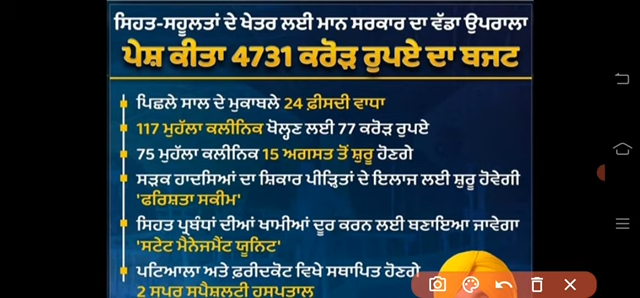 ਸਿਹਤ-ਸਹੂਲਤਾਂ ਦੇ ਖੇਤਰ ਲਈ ਮਾਨ ਸਰਕਾਰ ਦਾ ਵੱਡਾ ਉਪਰਾਲਾ
ਪੇਸ਼ ਕੀਤਾ 4731 ਕਰੋੜ ਰੁਪਏ ਦਾ ਬਜਟ
ਪਿਛਲੇ ਸਾਲ ਦੇ ਮੁਕਾਬਲੇ 24 ਫ਼ੀਸਦੀ ਵਾਧਾ
117 ਮੁਹੱਲਾ ਕਲੀਨਿਕ ਖੋਲ੍ਹਣ ਲਈ 77 ਕਰੋੜ ਰੁਪਏ
75 ਮੁਹੱਲਾ ਕਲੀਨਿਕ 15 ਅਗਸਤ ਤੋਂ ਸ਼ੁਰੂ ਹੋਣਗੇ
ਸੜਕ ਹਾਦਸਿਆਂ ਦਾ ਸ਼ਿਕਾਰ ਪੀੜ੍ਹਿਤਾਂ ਦੇ ਇਲਾਜ ਲਈ ਸ਼ੁਰੂ ਹੋਵੇਗੀ
'ਫਰਿਸ਼ਤਾ ਸਕੀਮ'
ਸਿਹਤ ਪ੍ਰਬੰਧਾਂ ਦੀਆਂ ਖਾਮੀਆਂ ਦੂਰ ਕਰਨ ਲਈ ਬਣਾਇਆ ਜਾਵੇਗਾ
'ਸਟੇਟ ਮੈਨੇਜਮੈਂਟ ਯੂਨਿਟ'
ਪਟਿਆਲਾ ਅਤੇ ਫ਼ਰੀਦਕੋਟ ਵਿਖੇ ਸਥਾਪਿਤ ਹੋਣਗੇ
2 ਸੁਪਰ ਸਪੈਸ਼ਲਟੀ ਹਸਪਤਾਲ